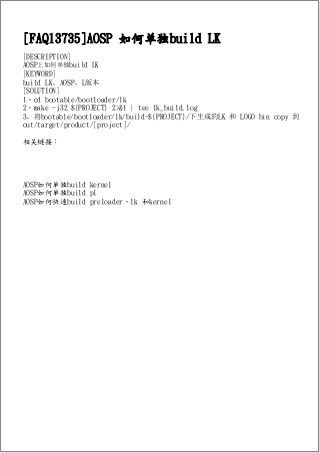 [FAQ13735]AOSP 如何单独build LK
[DESCRIPTION]
AOSP上如何单独build LK
[KEYWORD]
build LK、AOSP、L版本
[SOLUTION]
1、cd bootable/bootloader/lk
2、make -j32 ${PROJECT} 2>&1 | tee lk_build.log
3、将bootable/bootloader/lk/build-${PROJECT}/下生成的LK 和 LOGO bin copy 到
out/target/product/[project]/
相关链接：
AOSP如何单独build kernel
AOSP如何单独build pl
AOSP如何快速build preloader、lk 和kernel